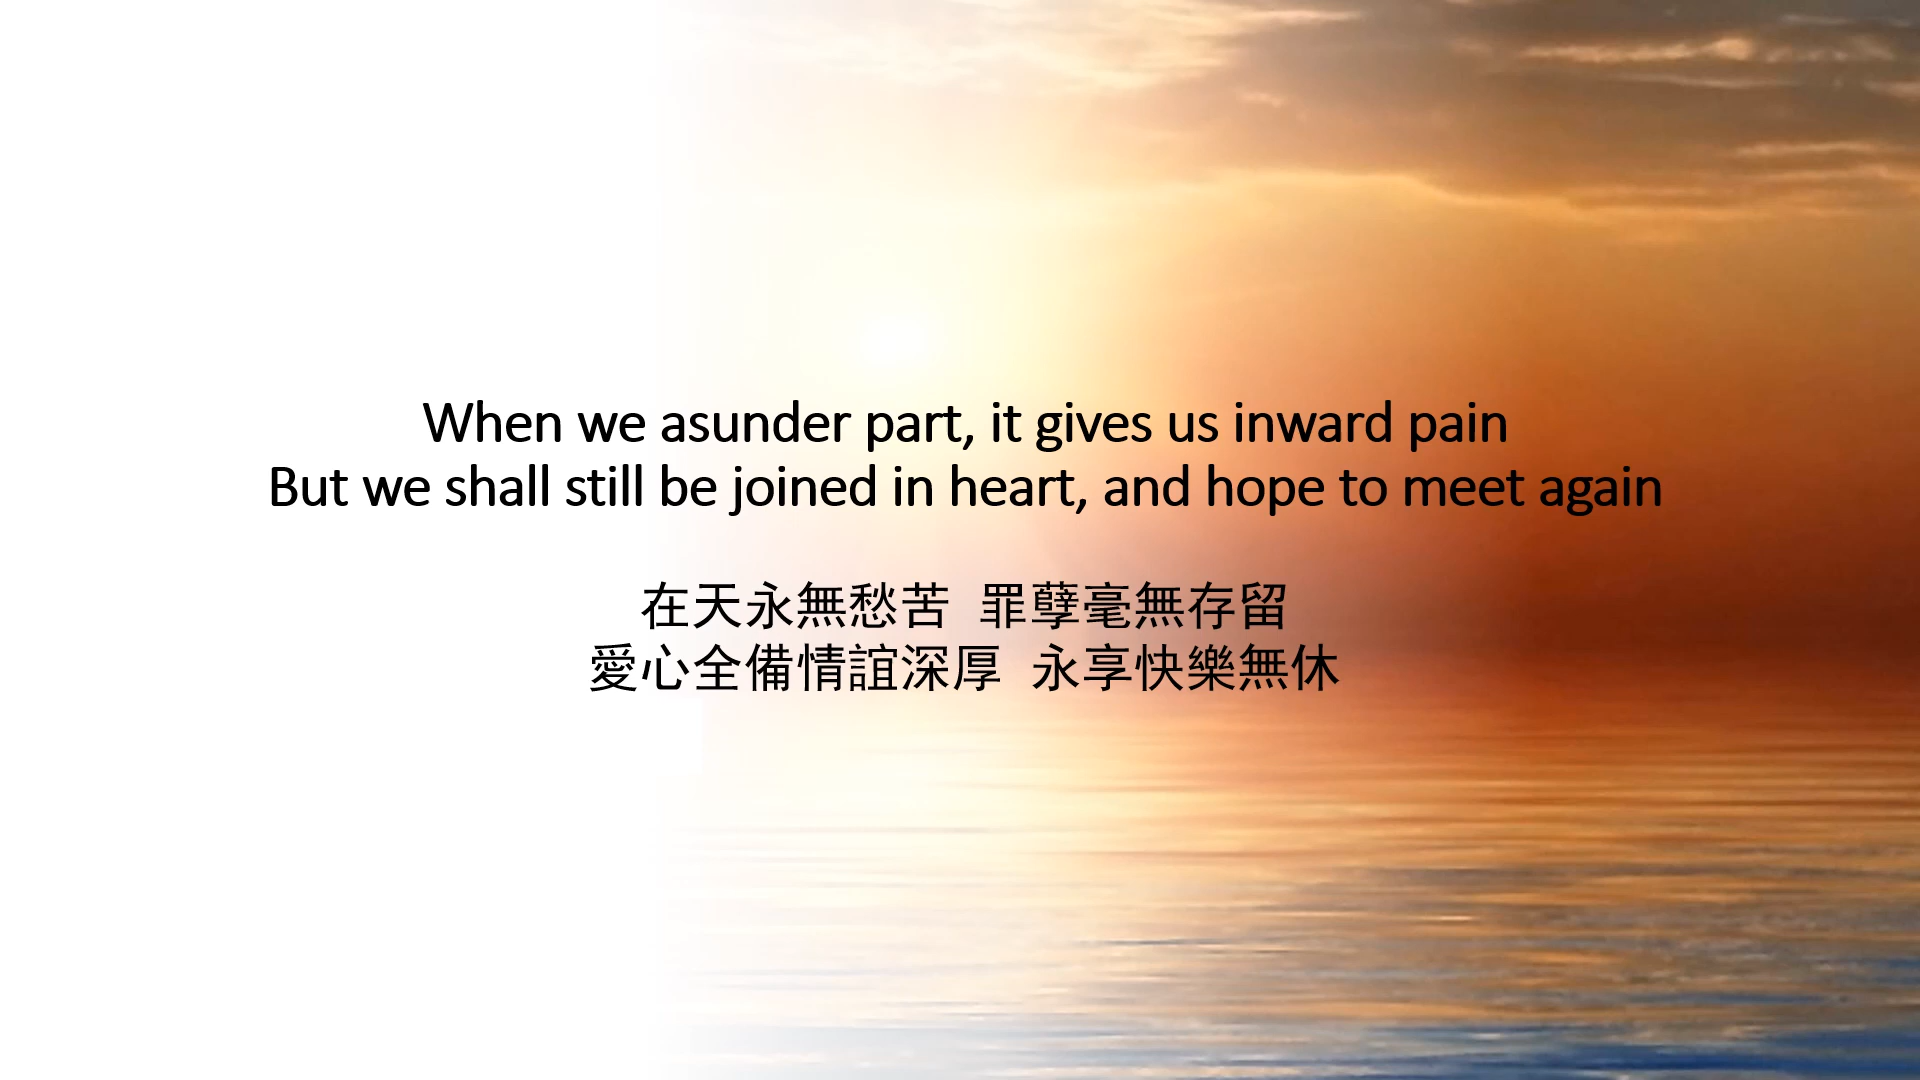 When we asunder part, it gives us inward pain
But we shall still be joined in heart, and hope to meet again
在天永無愁苦 罪孽毫無存留
愛心全備情誼深厚 永享快樂無休